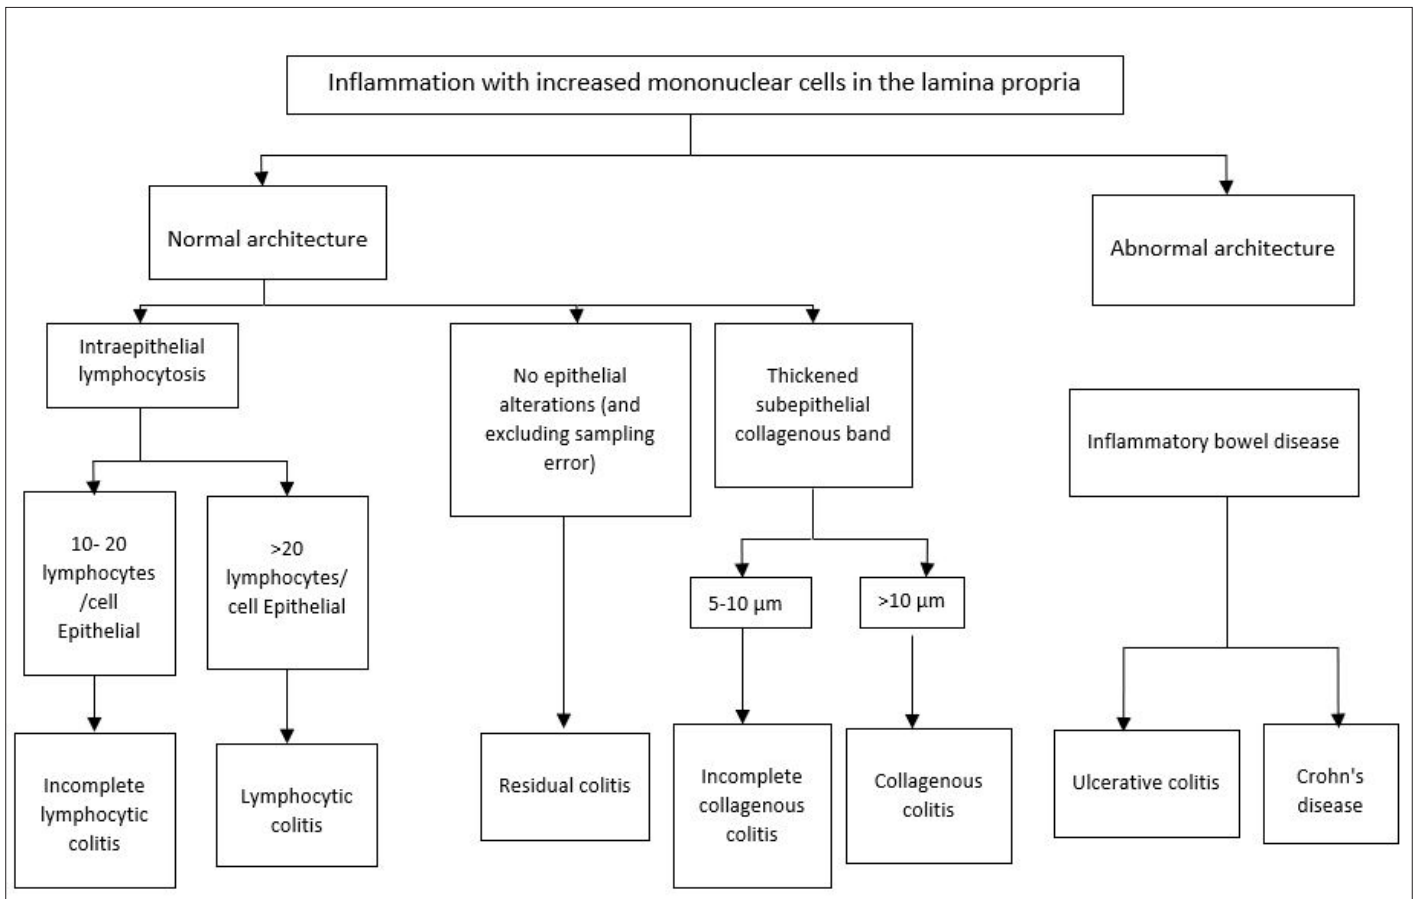 Inflammation with increased mononuclear cells in the lamina propria
Normal architecture
Abnormal architecture
Intraepithelial
lymphocytosis
No epithelial
alterations (and
excluding sampling
error)
Thickened
subepithelial
collagenous band
Inflammatory bowel disease
10- 20
lymphocytes
/cell
Epithelial
>20
lymphocytes/
cell Epithelial
5-10 µm
>10 µm
Incomplete
lymphocytic
colitis
Lymphocytic
colitis
Residual colitis
Incomplete
collagenous
colitis
Collagenous
colitis
Ulcerative colitis
Crohn's
disease